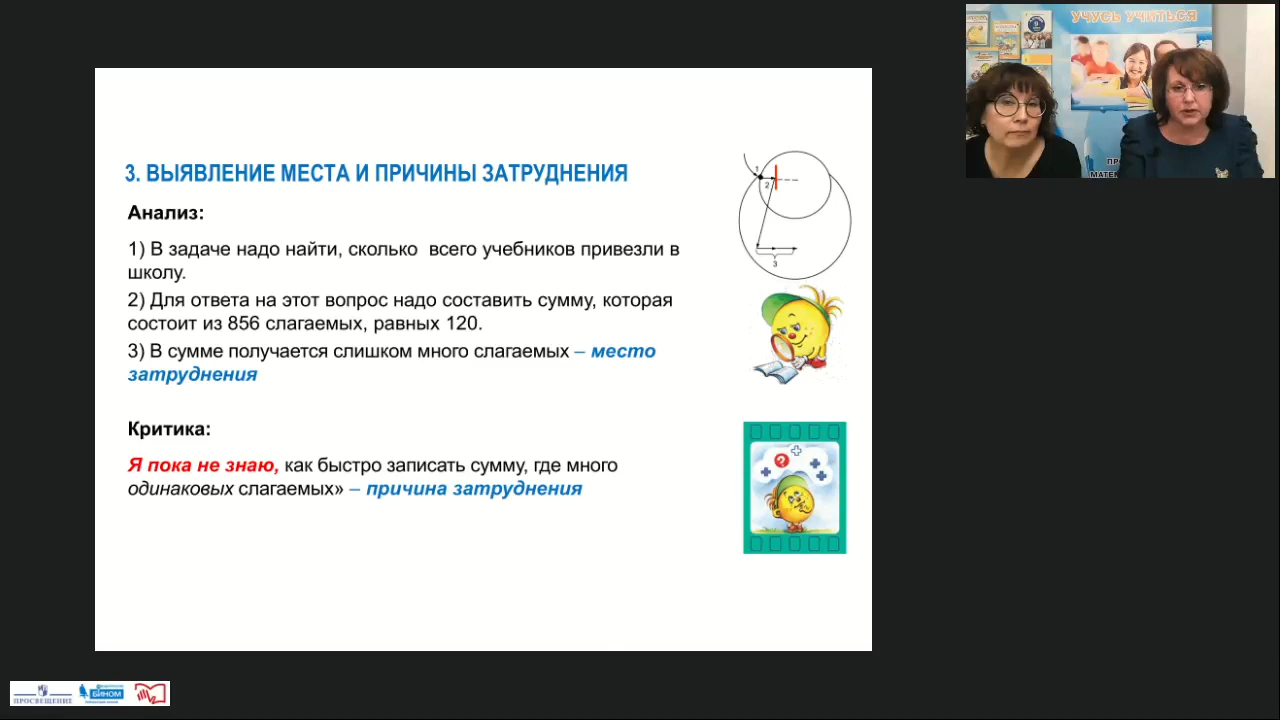 УЧУСЬ УЧИТЬСЯ
3. ВЫЯВЛЕНИЕ МЕСТА И ПРИЧИНЫ ЗАТРУДНЕНИЯ
Анализ:
1) В задаче надо найти, сколько  всего учебников привезли в
школу.
2) Для ответа на этот вопрос надо составить сумму, которая
состоит из 856 слагаемых, равных 120.
3) В сумме получается слишком много слагаемых – место
затруднения
Критика:
Я пока не знаю, как быстро записать сумму, где много
одинаковых слагаемых» – причина затруднения
1
2
3
?
ПРОСВЕЩЕНИЕ
БИНОМ